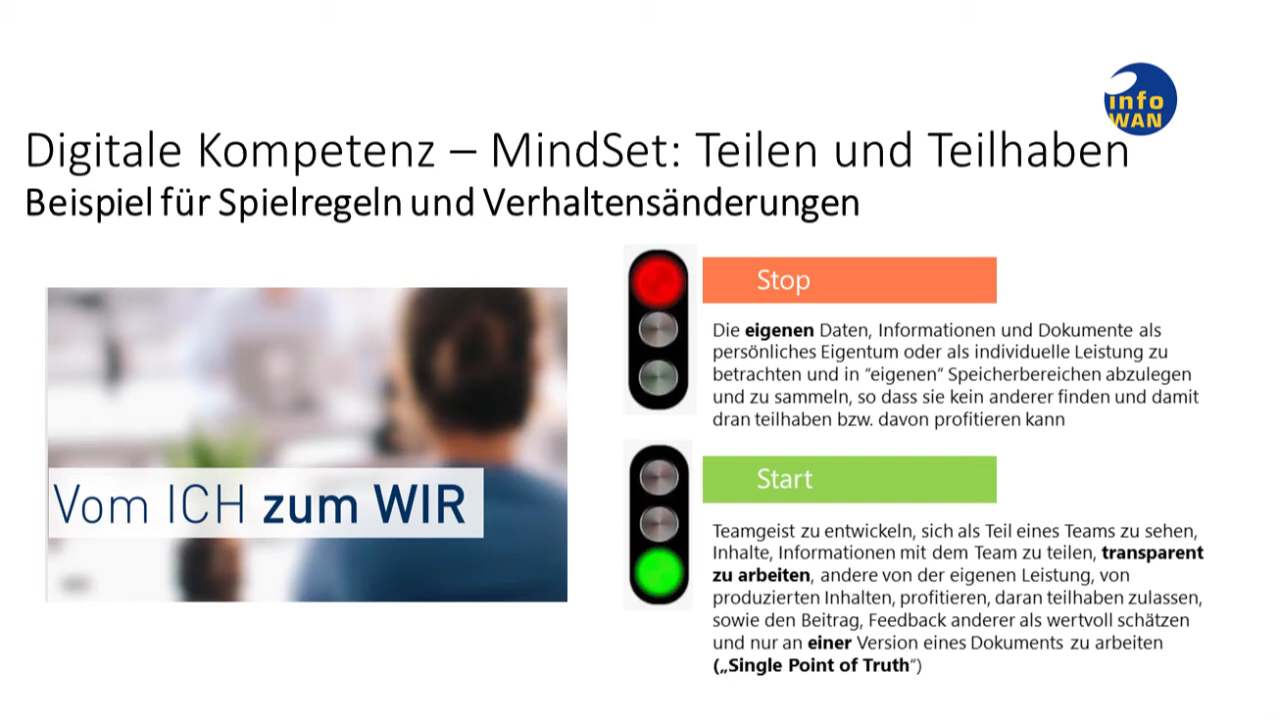 info
WAN
Digitale Kompetenz – MindSet: Teilen und Teilhaben
Beispiel für Spielregeln und Verhaltensänderungen
Vom ICH zum WIR
Stop
Die eigenen Daten, Informationen und Dokumente als
persönliches Eigentum oder als individuelle Leistung zu
betrachten und in “eigenen” Speicherbereichen abzulegen
und zu sammeln, so dass sie kein anderer finden und damit
dran teilhaben bzw. davon profitieren kann
Start
Teamgeist zu entwickeln, sich als Teil eines Teams zu sehen,
Inhalte, Informationen mit dem Team zu teilen, transparent
zu arbeiten, andere von der eigenen Leistung, von
produzierten Inhalten, profitieren, daran teilhaben zulassen,
sowie den Beitrag, Feedback anderer als wertvoll schätzen
und nur an einer Version eines Dokuments zu arbeiten
(„Single Point of Truth“)